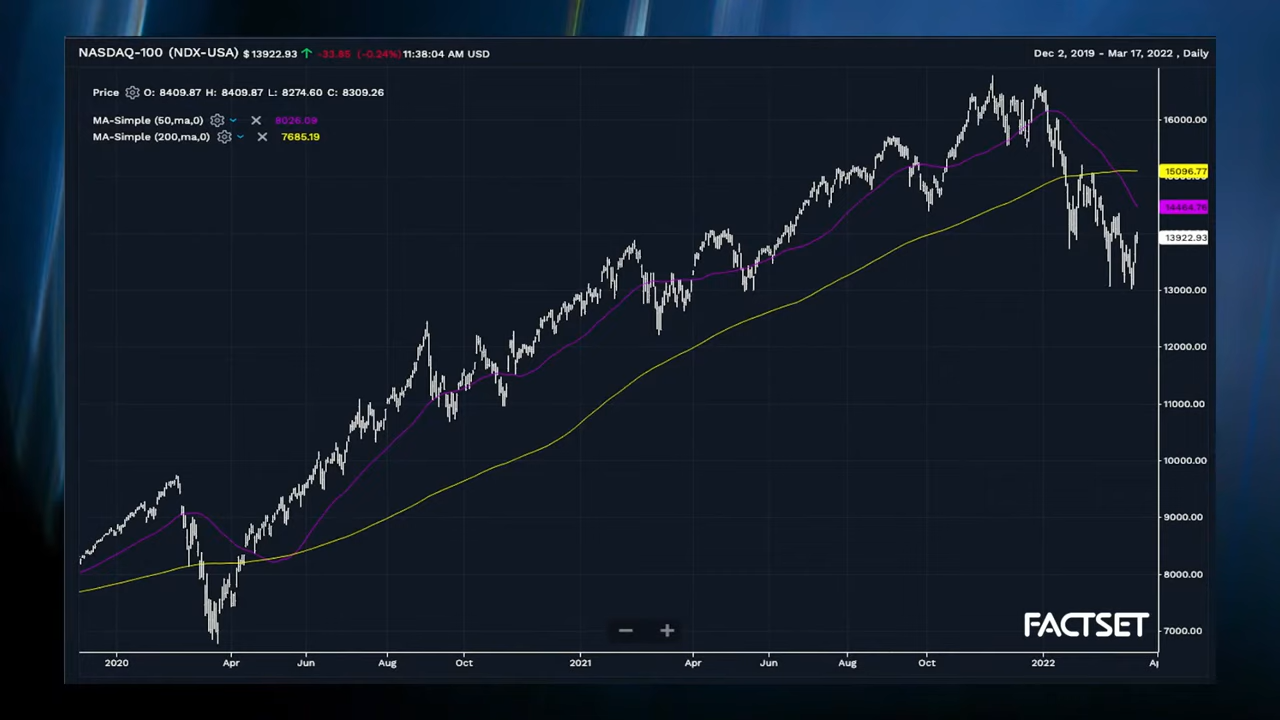 NASDAQ-100 (NDX-USA) $13922.93 ↑ -33.85 (-0.24%) 11:38:04 AM USD
Dec 2, 2019 - Mar 17, 2022 , Daily
Price O: 8409.87 H: 8409.87 L: 8274.60 C: 8309.26
MA-Simple (50,ma,0) 8026.09
MA-Simple (200,ma,0) 7685.19
16000.00
15096.77
13922.93
13000.00
12000.00
11000.00
10000.00
9000.00
8000.00
7000.00
FACTSET
2020 Apr Jun Aug Oct 2021 Apr Jun Aug Oct 2022